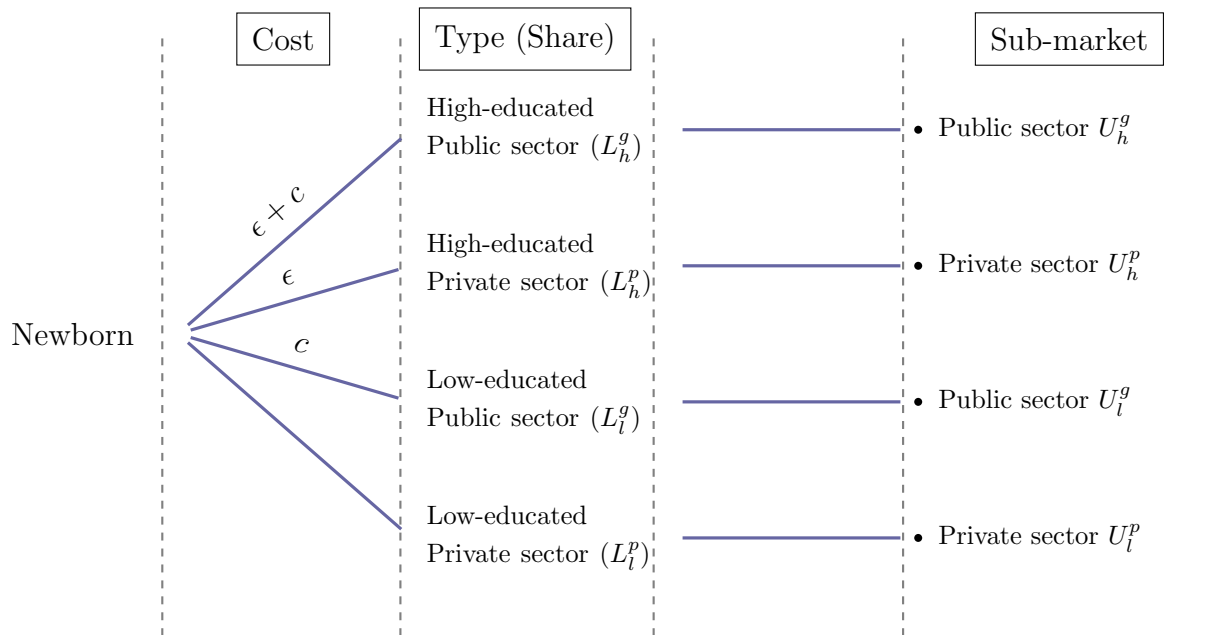 Cost
Type (Share)
Sub-market
High-educated
Public sector ($L_h^g$)
• Public sector $U_h^g$
$\epsilon + c$
High-educated
Private sector ($L_h^p$)
• Private sector $U_h^p$
$\epsilon$
Newborn
$c$
Low-educated
Public sector ($L_l^g$)
• Public sector $U_l^g$
Low-educated
Private sector ($L_l^p$)
• Private sector $U_l^p$